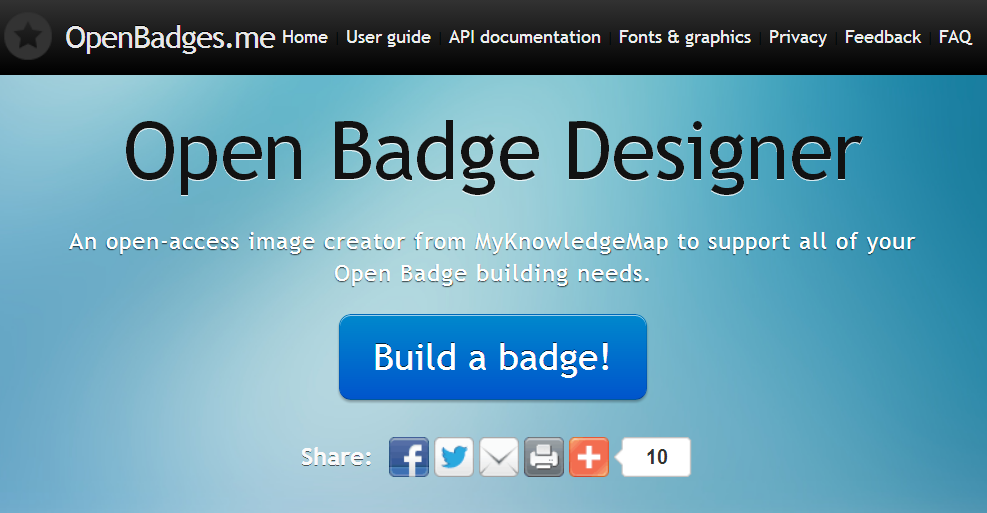 OpenBadges.me Home User guide API documentation Fonts & graphics Privacy Feedback FAQ
Open Badge Designer
An open-access image creator from MyKnowledgeMap to support all of your
Open Badge building needs.
Build a badge!
Share: 10